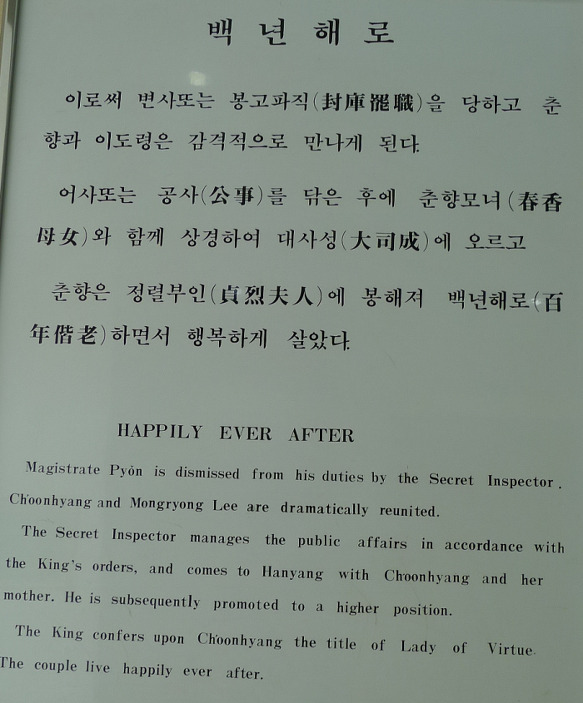 백년해로
이로써 변사또는 봉고파직(封庫罷職)을 당하고 춘
향과 이도령은 감격적으로 만나게 된다.
어사또는 공사(公事)를 닦은 후에 춘향모녀(春香
母女)와 함께 상경하여 대사성(大司成)에 오르고
춘향은 정렬부인(貞烈夫人)에 봉해져 백년해로(百
年偕老)하면서 행복하게 살았다.
HAPPILY EVER AFTER
Magistrate Pyŏn is dismissed from his duties by the Secret Inspector.
Ch'oonhyang and Mongryong Lee are dramatically reunited.
The Secret Inspector manages the public affairs in accordance with
the King's orders, and comes to Hanyang with Ch'oonhyang and her
mother. He is subsequently promoted to a higher position.
The King confers upon Ch'oonhyang the title of Lady of Virtue.
The couple live happily ever after.